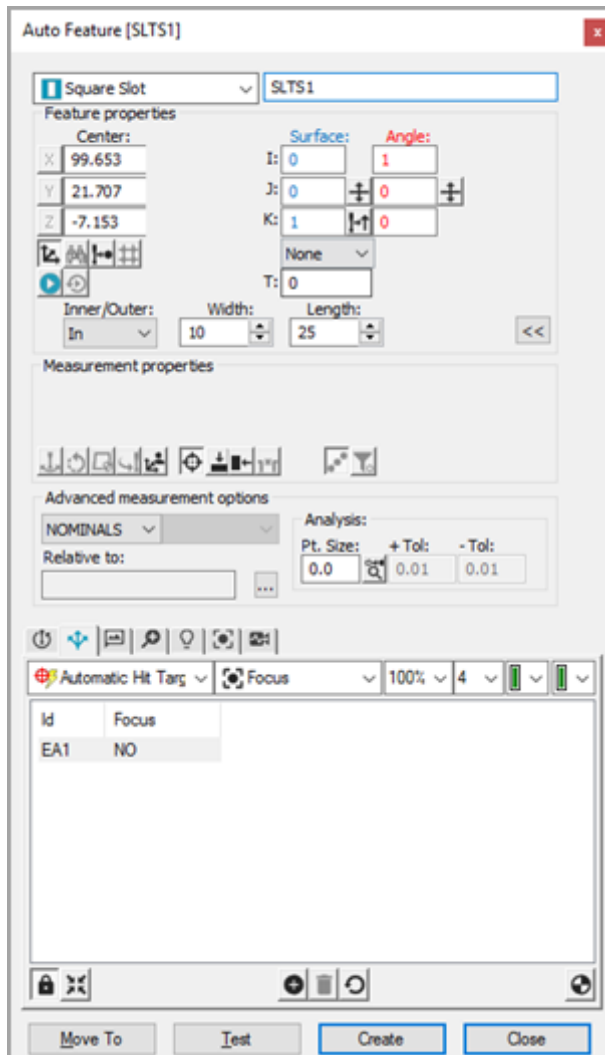 Auto Feature [SLTS1]
x
Square Slot SLTS1
Feature properties
Center: Surface: Angle:
X 99.653 I: 0 1
Y 21.707 J: 0 0
Z -7.153 K: 1 0
None
T: 0
Inner/Outer: Width: Length:
In 10 25 <<
Measurement properties
Advanced measurement options
NOMINALS Analysis:
Pt. Size: + Tol: - Tol:
Relative to: 0.0 0.01 0.01
...
Automatic Hit Targ Focus 100% 4
Id Focus
EA1 NO
Move To Test Create Close